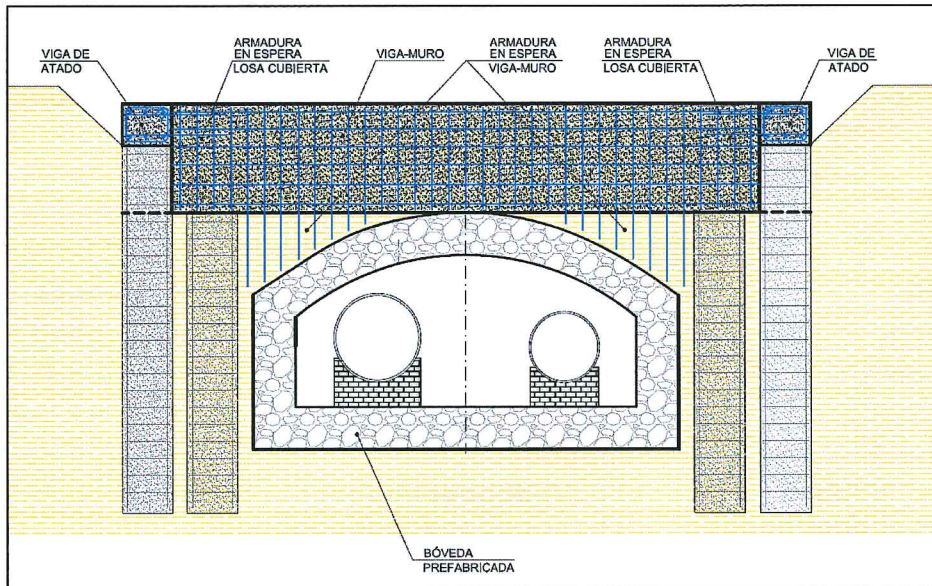 VIGA DE
ATADO
ARMADURA
EN ESPERA
LOSA CUBIERTA
VIGA-MURO
ARMADURA
EN ESPERA
VIGA-MURO
ARMADURA
EN ESPERA
LOSA CUBIERTA
VIGA DE
ATADO
BÓVEDA
PREFABRICADA